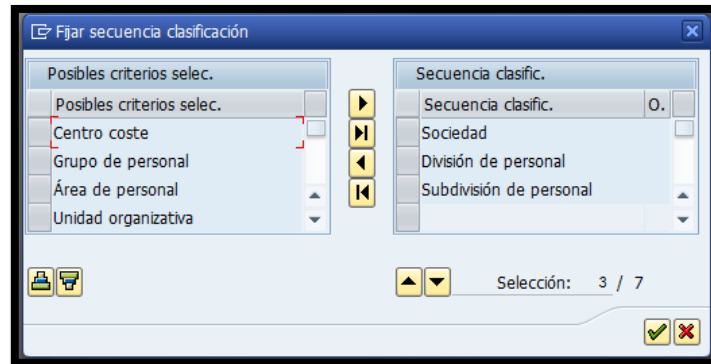 Fijar secuencia clasificación
Posibles criterios selec.
Posibles criterios selec.
Centro coste
Grupo de personal
Área de personal
Unidad organizativa
Secuencia clasific.
Secuencia clasific. O.
Sociedad
División de personal
Subdivisión de personal
Selección: 3 / 7